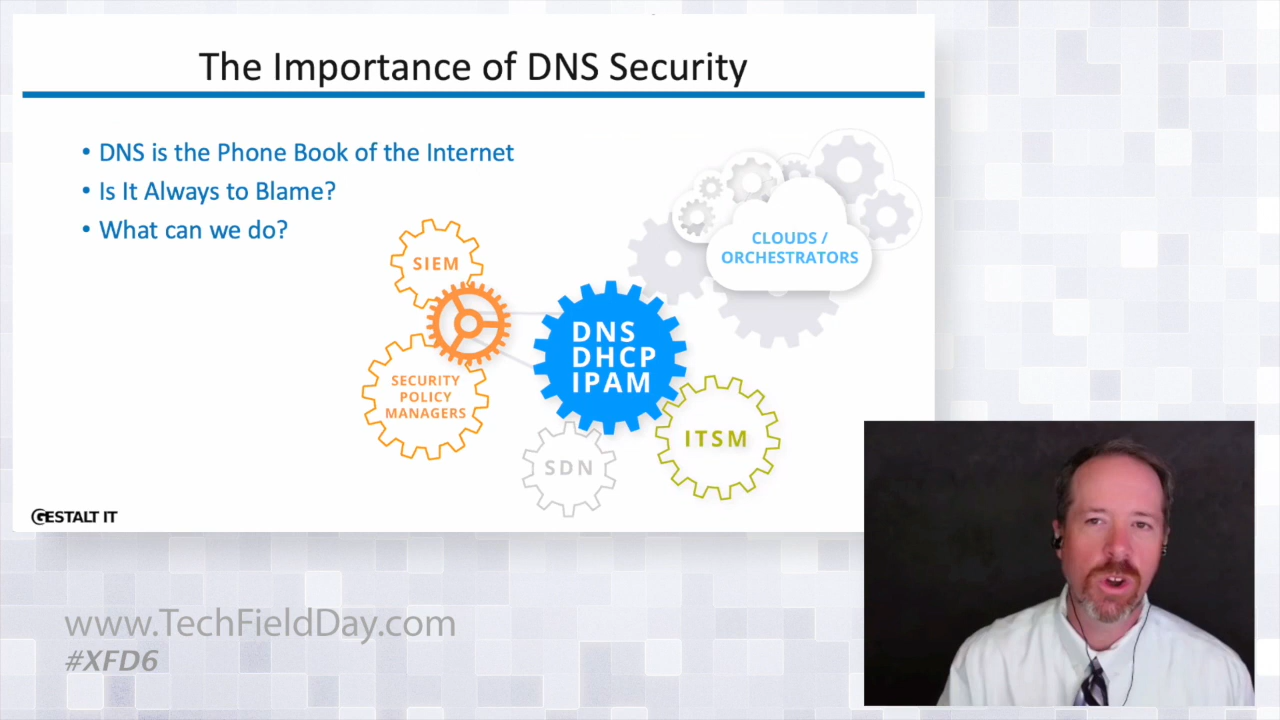 The Importance of DNS Security
• DNS is the Phone Book of the Internet
• Is It Always to Blame?
• What can we do?
CLOUDS /
ORCHESTRATORS
SIEM
DNS
DHCP
IPAM
SECURITY
POLICY
MANAGERS
ITSM
SDN
GESTALT IT
www.TechFieldDay.com
#XFD6